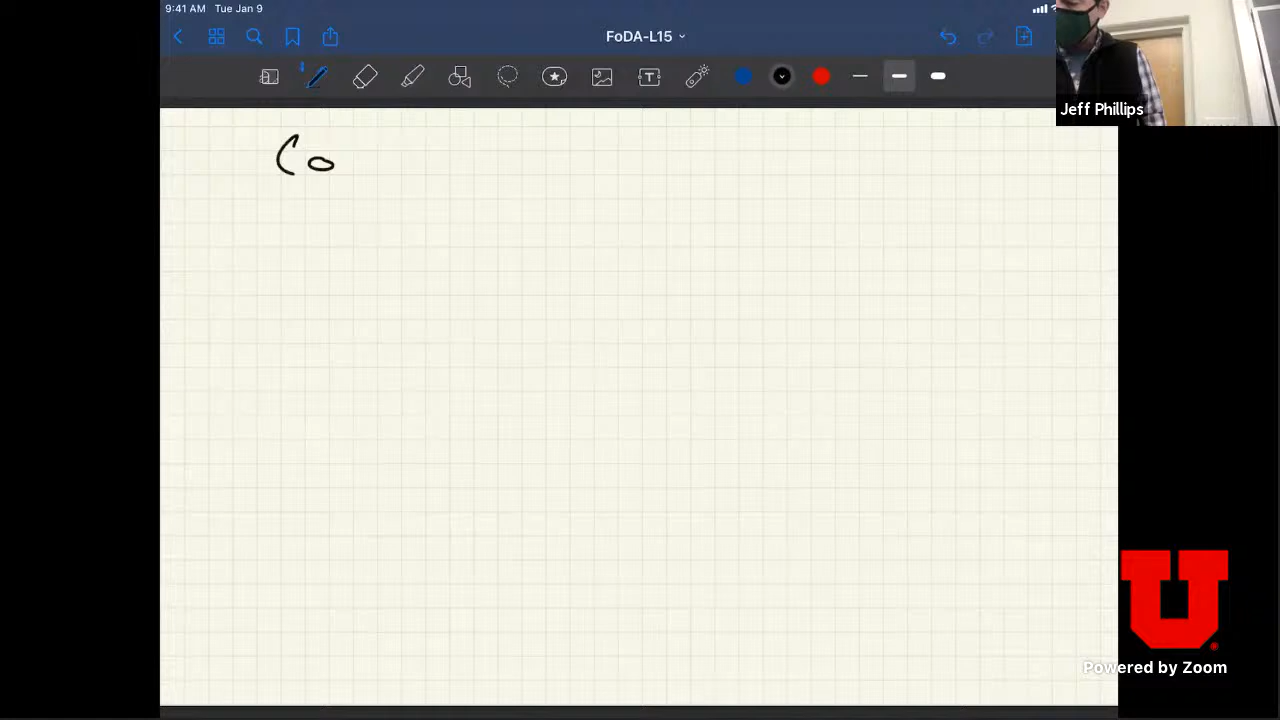 9:41 AM Tue Jan 9
FoDA-L15
T
Jeff Phillips
Co
U
Powered by Zoom